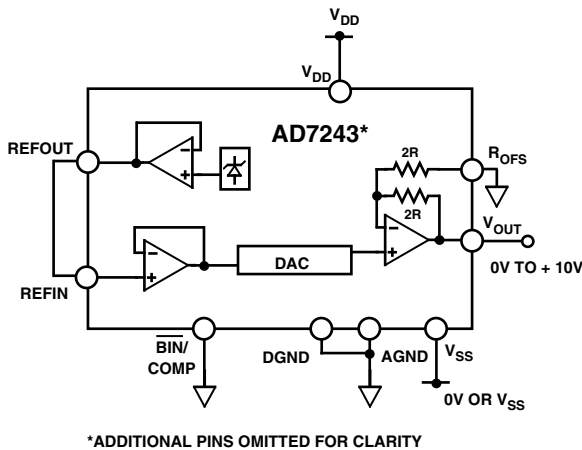 VDD
VDD
AD7243*
REFOUT
2R
ROFS
2R
VOUT
DAC
0V TO + 10V
REFIN
BIN/
COMP
DGND
AGND
VSS
0V OR VSS
*ADDITIONAL PINS OMITTED FOR CLARITY